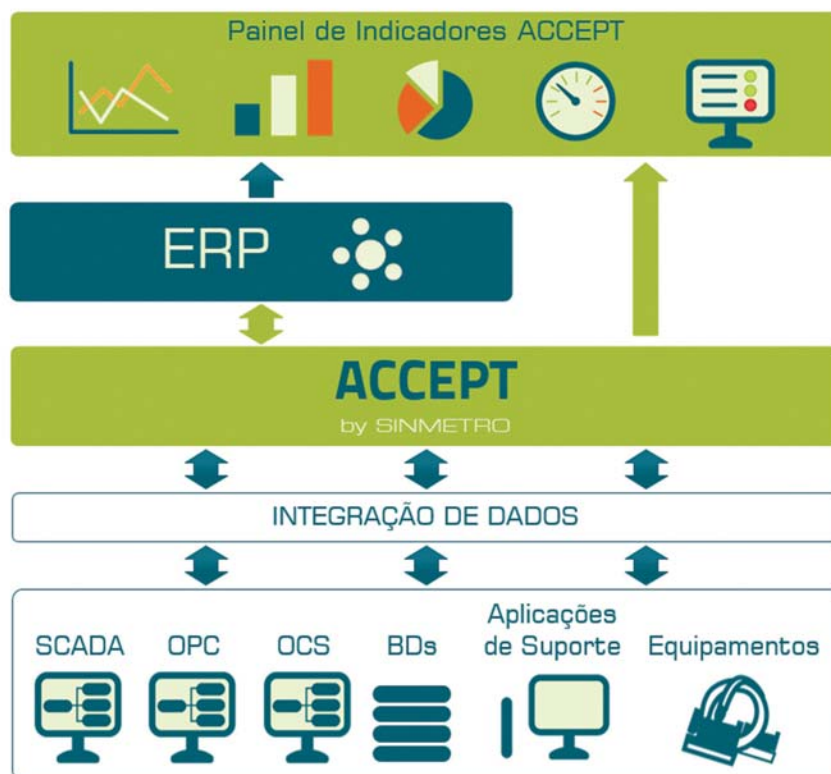 Painel de Indicadores ACCEPT
ERP
ACCEPT
by SINMETRO
INTEGRAÇÃO DE DADOS
SCADA
OPC
OCS
BDs
Aplicações
de Suporte
Equipamentos